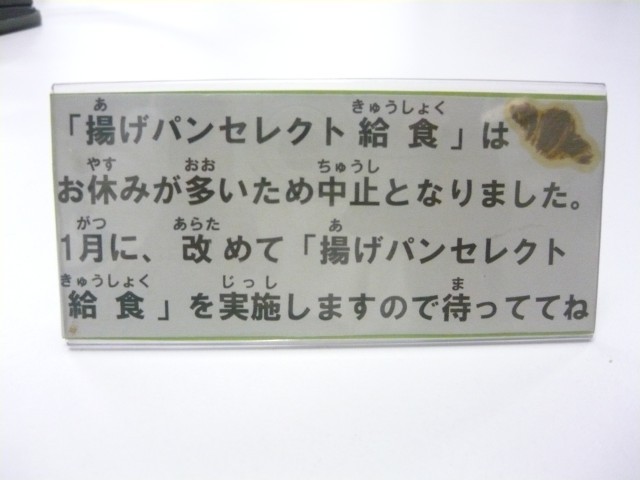 「揚げパンセレクト給食」は
お休みが多いため中止となりました。
1月に、改めて「揚げパンセレクト
給食」を実施しますので待っててね